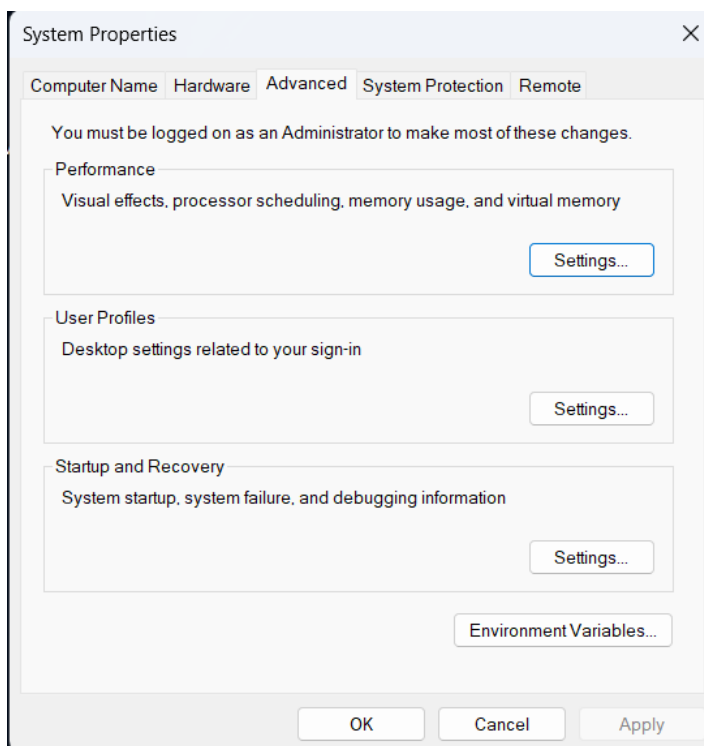 System Properties
Computer Name Hardware Advanced System Protection Remote
You must be logged on as an Administrator to make most of these changes.
Performance
Visual effects, processor scheduling, memory usage, and virtual memory
Settings...
User Profiles
Desktop settings related to your sign-in
Settings...
Startup and Recovery
System startup, system failure, and debugging information
Settings...
Environment Variables...
OK Cancel Apply